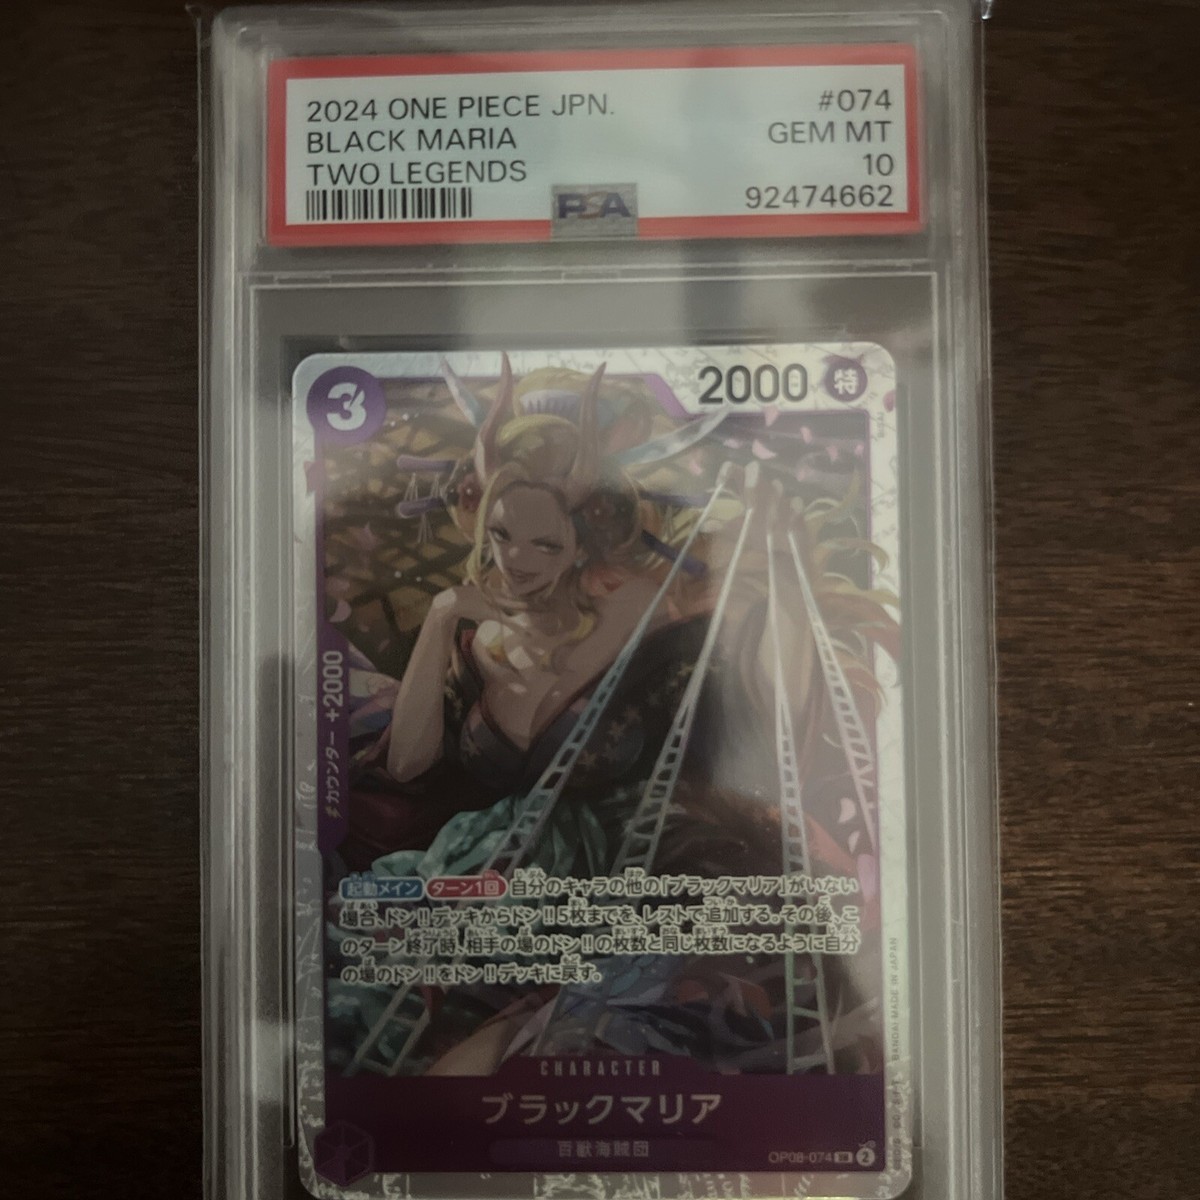 2024 ONE PIECE JPN. #074
BLACK MARIA GEM MT
TWO LEGENDS 10
PSA 92474662
3
2000 特
カウンター +2000
起動メイン ターン1回 自分のキャラの他の「ブラックマリア」がいない
場合、ドン!!デッキからドン!!5枚までを、レストで追加する。その後、こ
のターン終了時、相手の場のドン!!の枚数と同じ枚数になるように自分
の場のドン!!をドン!!デッキに戻す。
BANDAI MADE IN JAPAN
CHARACTER
ブラックマリア
百獣海賊団
OP08-074 SR 2